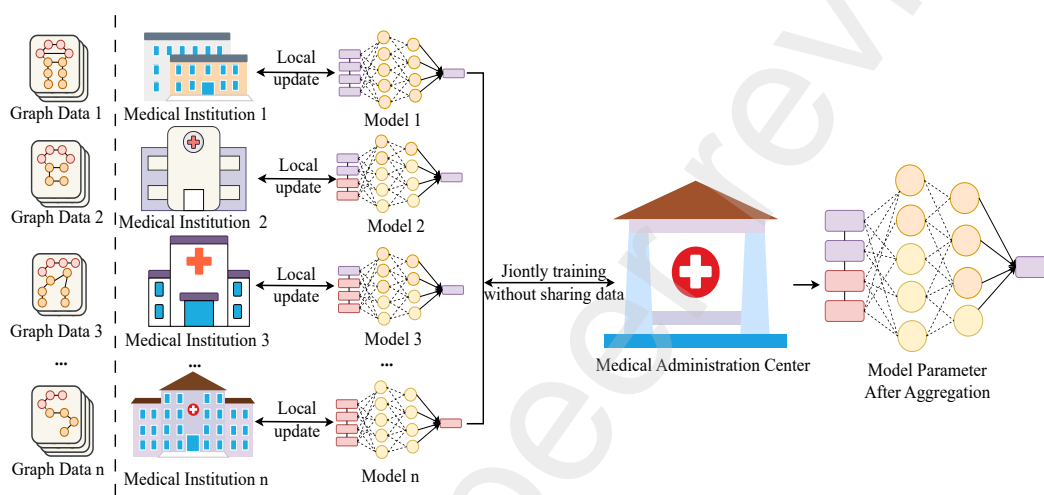 Graph Data 1
Medical Institution 1
Local
update
Model 1
Graph Data 2
Medical Institution 2
Local
update
Model 2
Graph Data 3
Medical Institution 3
Local
update
Model 3
...
...
...
Graph Data n
Medical Institution n
Local
update
Model n
Jiontly training
without sharing data
Medical Administration Center
Model Parameter
After Aggregation
peer review